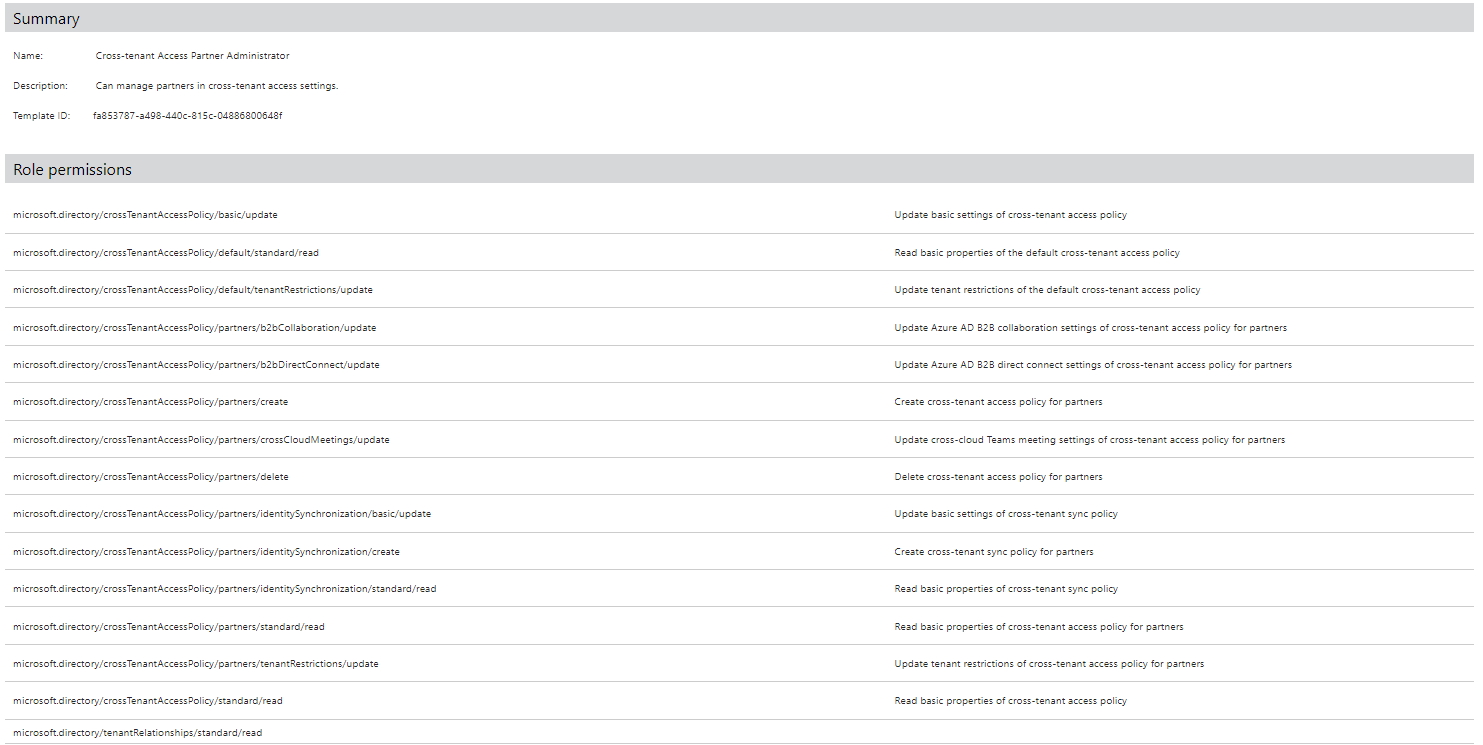 Summary
Name: Cross-tenant Access Partner Administrator
Description: Can manage partners in cross-tenant access settings.
Template ID: fa853787-a498-440c-815c-04886800648f
Role permissions
microsoft.directory/crossTenantAccessPolicy/basic/update Update basic settings of cross-tenant access policy
microsoft.directory/crossTenantAccessPolicy/default/standard/read Read basic properties of the default cross-tenant access policy
microsoft.directory/crossTenantAccessPolicy/default/tenantRestrictions/update Update tenant restrictions of the default cross-tenant access policy
microsoft.directory/crossTenantAccessPolicy/partners/b2bCollaboration/update Update Azure AD B2B collaboration settings of cross-tenant access policy for partners
microsoft.directory/crossTenantAccessPolicy/partners/b2bDirectConnect/update Update Azure AD B2B direct connect settings of cross-tenant access policy for partners
microsoft.directory/crossTenantAccessPolicy/partners/create Create cross-tenant access policy for partners
microsoft.directory/crossTenantAccessPolicy/partners/crossCloudMeetings/update Update cross-cloud Teams meeting settings of cross-tenant access policy for partners
microsoft.directory/crossTenantAccessPolicy/partners/delete Delete cross-tenant access policy for partners
microsoft.directory/crossTenantAccessPolicy/partners/identitySynchronization/basic/update Update basic settings of cross-tenant sync policy
microsoft.directory/crossTenantAccessPolicy/partners/identitySynchronization/create Create cross-tenant sync policy for partners
microsoft.directory/crossTenantAccessPolicy/partners/identitySynchronization/standard/read Read basic properties of cross-tenant sync policy
microsoft.directory/crossTenantAccessPolicy/partners/standard/read Read basic properties of cross-tenant access policy for partners
microsoft.directory/crossTenantAccessPolicy/partners/tenantRestrictions/update Update tenant restrictions of cross-tenant access policy for partners
microsoft.directory/crossTenantAccessPolicy/standard/read Read basic properties of cross-tenant access policy
microsoft.directory/tenantRelationships/standard/read